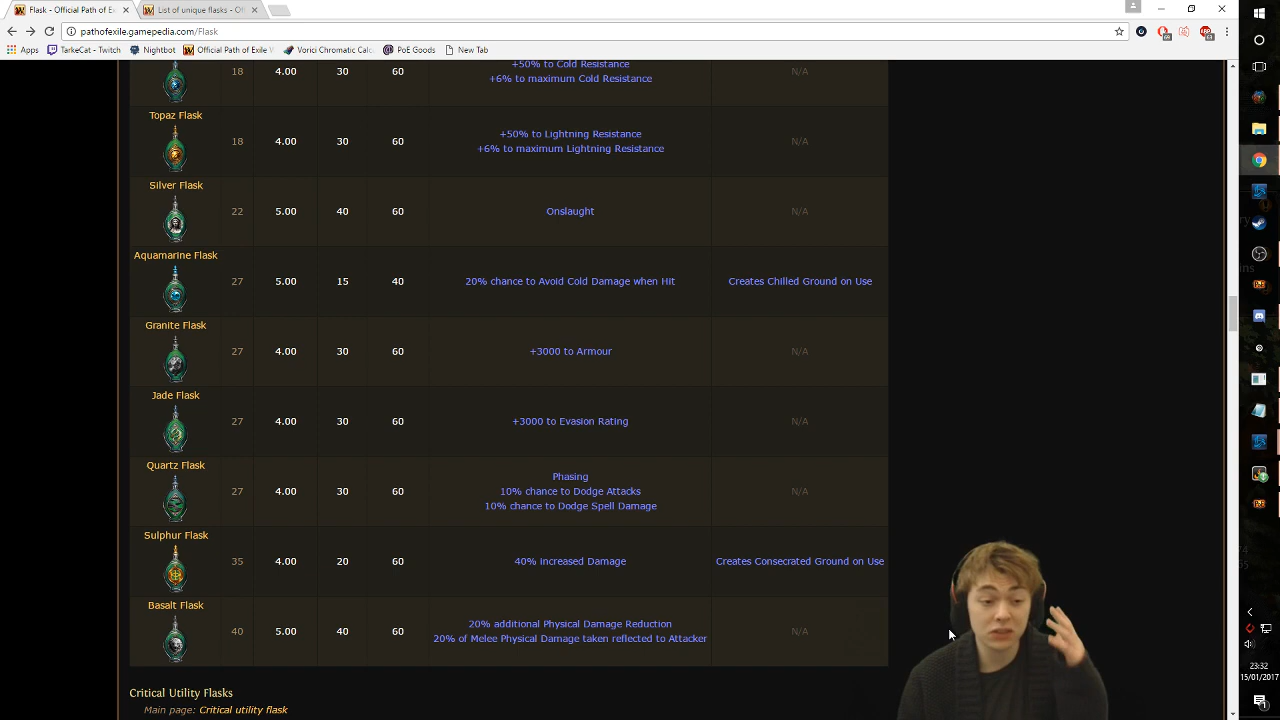 Flask - Official Path of Ex
List of unique flasks - Off
pathofexile.gamepedia.com/Flask
Apps
TarkeCat - Twitch
Nightbot
Official Path of Exile W
Vorici Chromatic Calc
PoE Goods
New Tab
18 4.00 30 60 +50% to Cold Resistance N/A
+6% to maximum Cold Resistance
Topaz Flask
18 4.00 30 60 +50% to Lightning Resistance N/A
+6% to maximum Lightning Resistance
Silver Flask
22 5.00 40 60 Onslaught N/A
Aquamarine Flask
27 5.00 15 40 20% chance to Avoid Cold Damage when Hit Creates Chilled Ground on Use
Granite Flask
27 4.00 30 60 +3000 to Armour N/A
Jade Flask
27 4.00 30 60 +3000 to Evasion Rating N/A
Quartz Flask
Phasing
27 4.00 30 60 10% chance to Dodge Attacks N/A
10% chance to Dodge Spell Damage
Sulphur Flask
35 4.00 20 60 40% increased Damage Creates Consecrated Ground on Use
Basalt Flask
40 5.00 40 60 20% additional Physical Damage Reduction N/A
20% of Melee Physical Damage taken reflected to Attacker
Critical Utility Flasks
Main page: Critical utility flask
23:32
15/01/2017